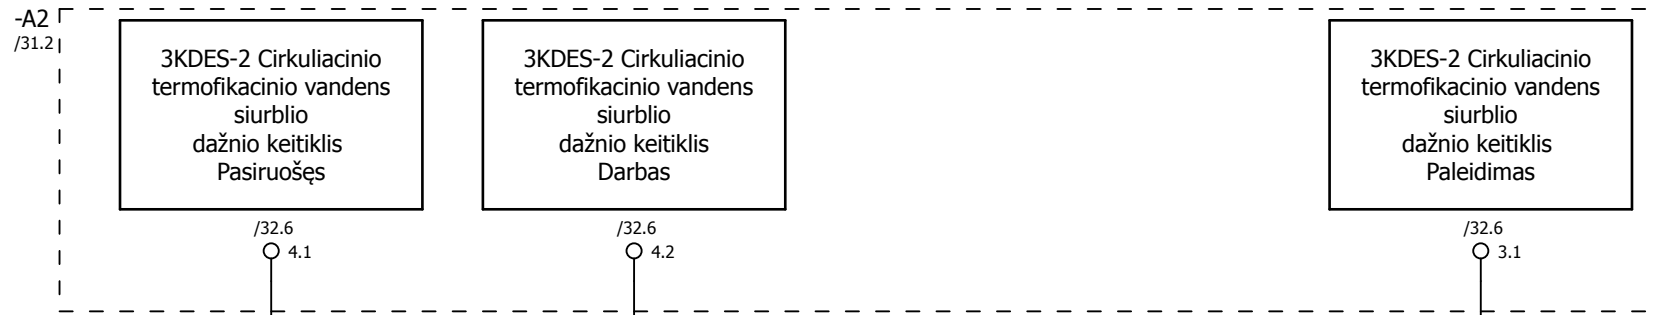 -A2
/31.2
3KDES-2 Cirkuliacinio
termofikacinio vandens
siurblio
dažnio keitiklis
Pasiruošęs
/32.6
4.1
3KDES-2 Cirkuliacinio
termofikacinio vandens
siurblio
dažnio keitiklis
Darbas
/32.6
4.2
3KDES-2 Cirkuliacinio
termofikacinio vandens
siurblio
dažnio keitiklis
Paleidimas
/32.6
3.1